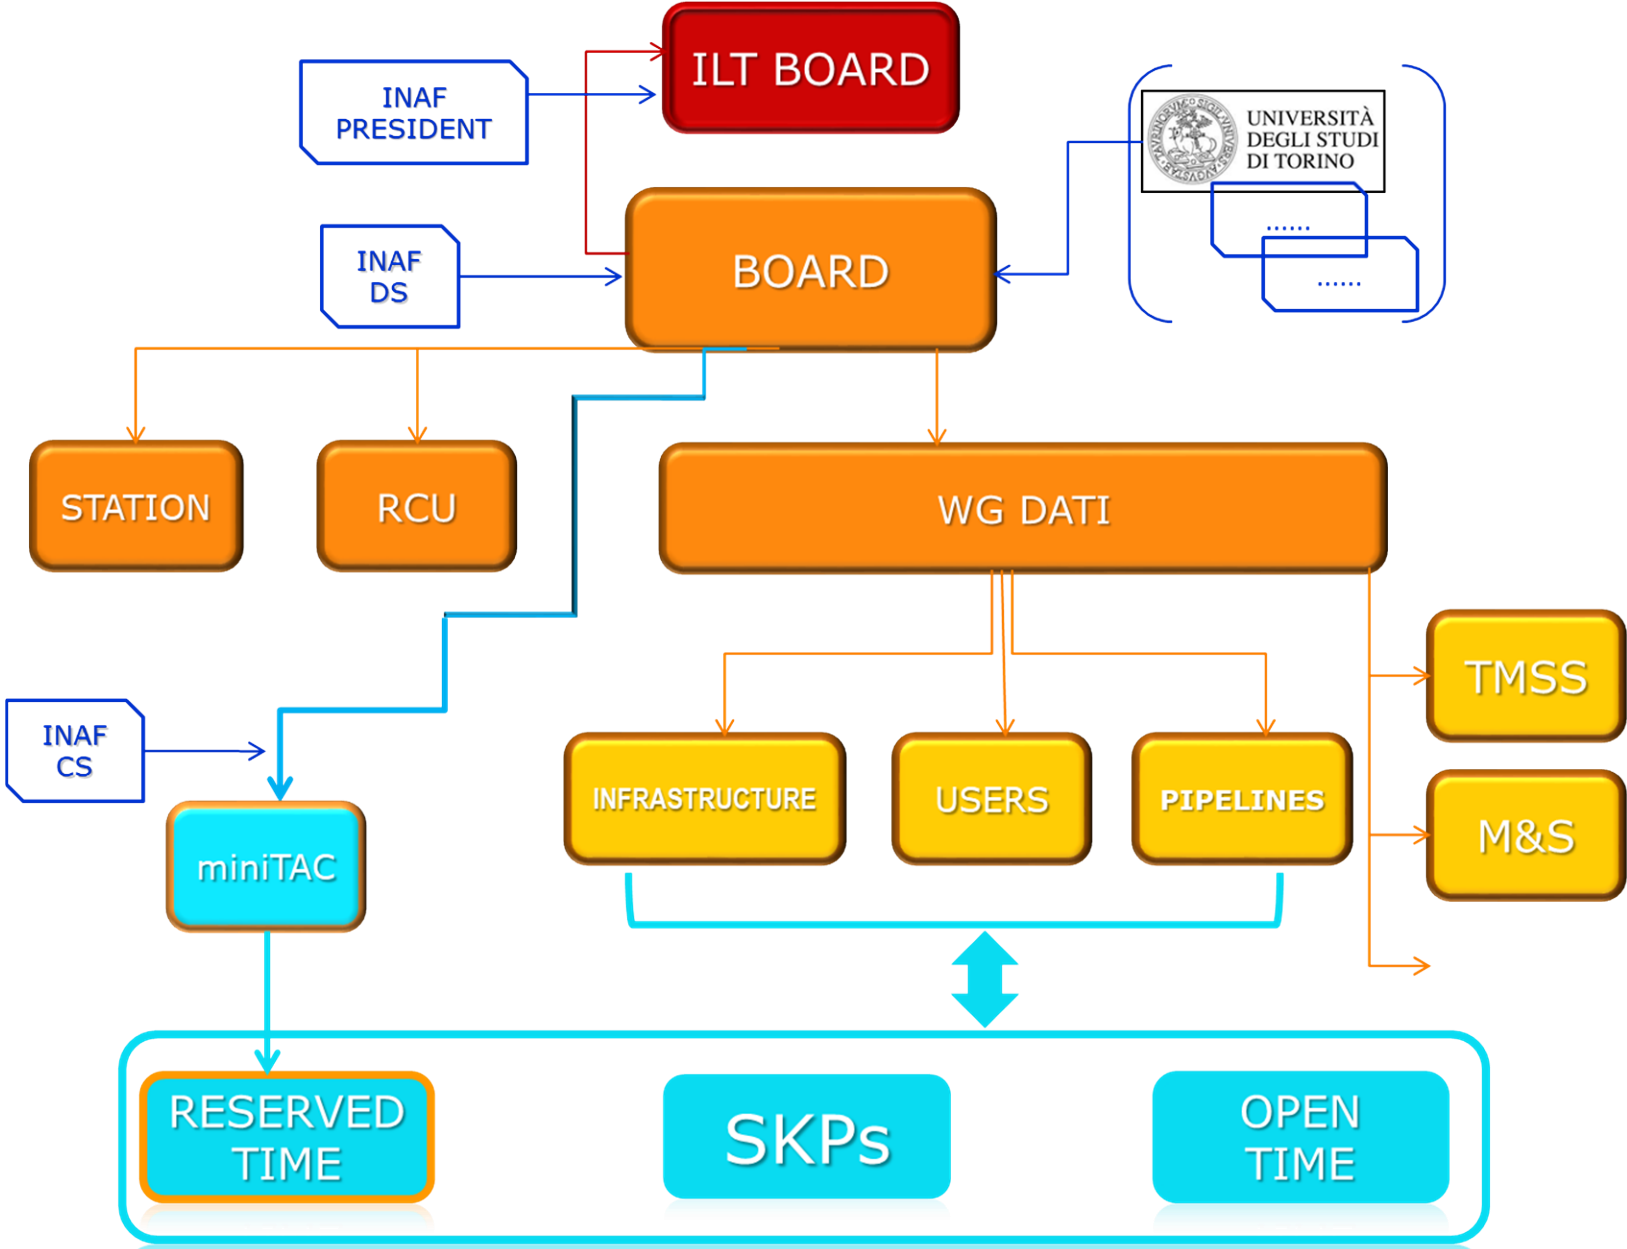 ILT BOARD
INAF
PRESIDENT
UNIVERSITÀ
DEGLI STUDI
DI TORINO
......
......
INAF
DS
BOARD
STATION
RCU
WG DATI
TMSS
INAF
CS
INFRASTRUCTURE
USERS
PIPELINES
M&S
miniTAC
RESERVED
TIME
SKPs
OPEN
TIME